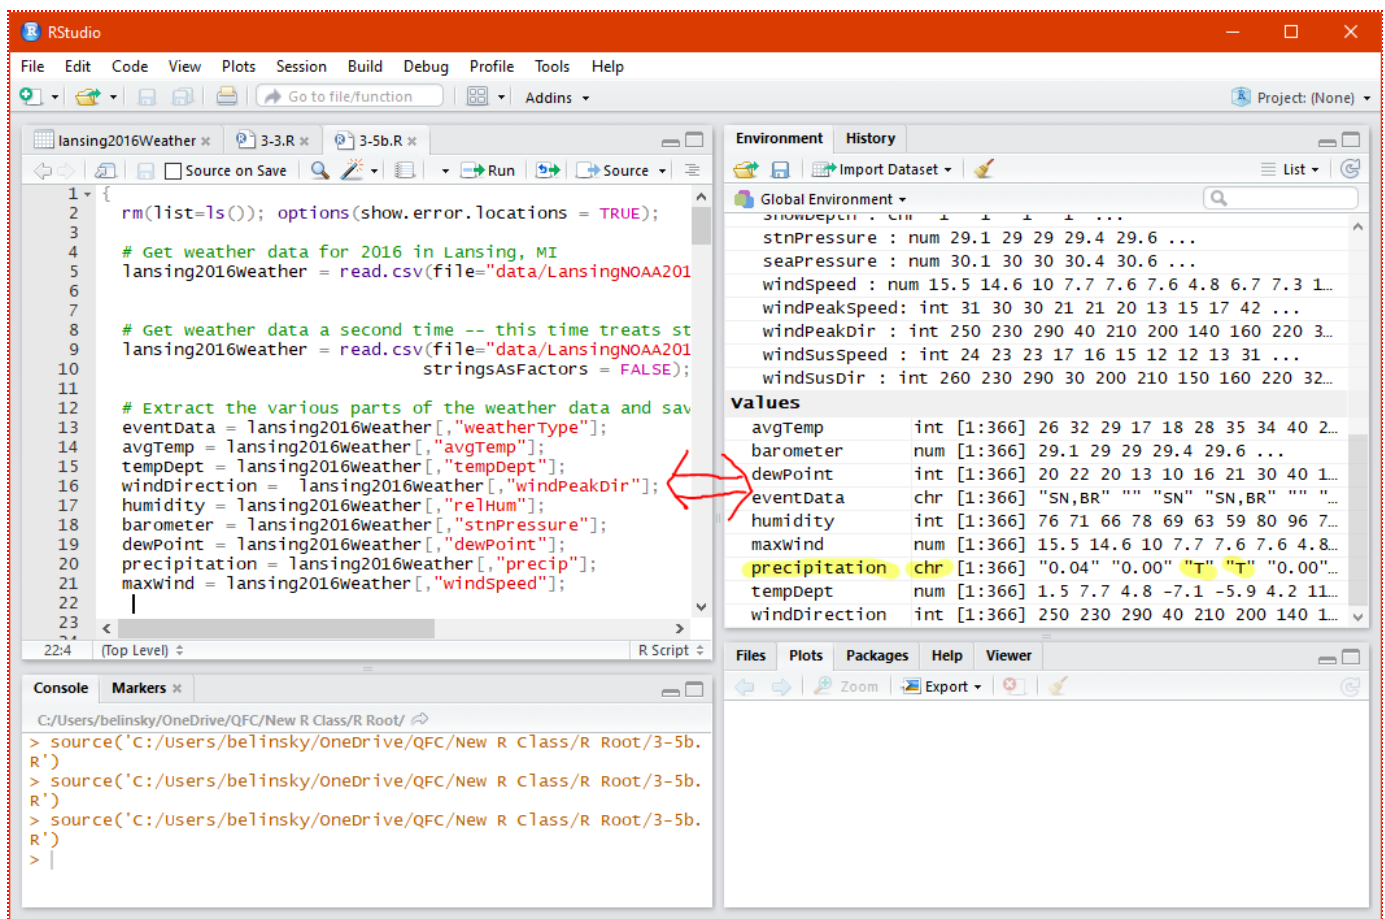 RStudio
File Edit Code View Plots Session Build Debug Profile Tools Help
Go to file/function Addins Project: (None)
lansing2016Weather 3-3.R 3-5b.R
Source on Save Run Source
1 {
2 rm(list=ls()); options(show.error.locations = TRUE);
3
4 # Get weather data for 2016 in Lansing, MI
5 lansing2016Weather = read.csv(file="data/LansingNOAA201
6
7
8 # Get weather data a second time -- this time treats st
9 lansing2016Weather = read.csv(file="data/LansingNOAA201
10 stringsAsFactors = FALSE);
11
12 # Extract the various parts of the weather data and sav
13 eventData = lansing2016Weather[,"weatherType"];
14 avgTemp = lansing2016Weather[,"avgTemp"];
15 tempDept = lansing2016Weather[,"tempDept"];
16 windDirection = lansing2016Weather[,"windPeakDir"];
17 humidity = lansing2016Weather[,"relHum"];
18 barometer = lansing2016Weather[,"stnPressure"];
19 dewPoint = lansing2016Weather[,"dewPoint"];
20 precipitation = lansing2016Weather[,"precip"];
21 maxWind = lansing2016Weather[,"windSpeed"];
22
23
24
22:4 (Top Level) R Script
Console Markers
C:/Users/belinsky/OneDrive/QFC/New R Class/R Root/
> source('C:/Users/belinsky/OneDrive/QFC/New R Class/R Root/3-5b.
R')
> source('C:/Users/belinsky/OneDrive/QFC/New R Class/R Root/3-5b.
R')
> source('C:/Users/belinsky/OneDrive/QFC/New R Class/R Root/3-5b.
R')
>
Environment History
Import Dataset List
Global Environment
snowDepth : chr 1 1 1 1 ...
stnPressure : num 29.1 29 29 29.4 29.6 ...
seaPressure : num 30.1 30 30 30.4 30.6 ...
windSpeed : num 15.5 14.6 10 7.7 7.6 7.6 4.8 6.7 7.3 1...
windPeakSpeed: int 31 30 30 21 21 20 13 15 17 42 ...
windPeakDir : int 250 230 290 40 210 200 140 160 220 3...
windSusSpeed : int 24 23 23 17 16 15 12 12 13 31 ...
windSusDir : int 260 230 290 30 200 210 150 160 220 32...
Values
avgTemp int [1:366] 26 32 29 17 18 28 35 34 40 2...
barometer num [1:366] 29.1 29 29 29.4 29.6 ...
dewPoint int [1:366] 20 22 20 13 10 16 21 30 40 1...
eventData chr [1:366] "SN,BR" "" "SN" "SN,BR" "" "...
humidity int [1:366] 76 71 66 78 69 63 59 80 96 7...
maxWind num [1:366] 15.5 14.6 10 7.7 7.6 7.6 4.8...
precipitation chr [1:366] "0.04" "0.00" "T" "T" "0.00"...
tempDept num [1:366] 1.5 7.7 4.8 -7.1 -5.9 4.2 11...
windDirection int [1:366] 250 230 290 40 210 200 140 1...
Files Plots Packages Help Viewer
Zoom Export